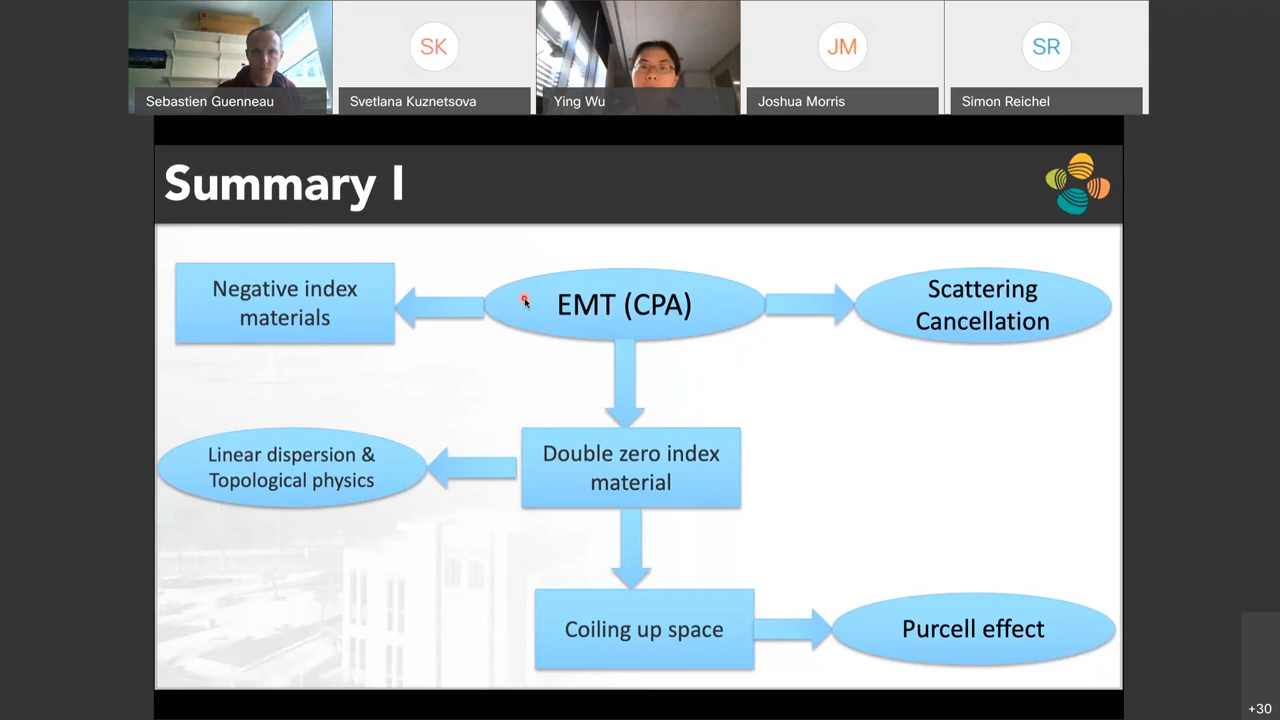 SK
JM
SR
Sebastien Guenneau
Svetlana Kuznetsova
Ying Wu
Joshua Morris
Simon Reichel
Summary I
Negative index
materials
EMT (CPA)
Scattering
Cancellation
Linear dispersion &
Topological physics
Double zero index
material
Coiling up space
Purcell effect
+30